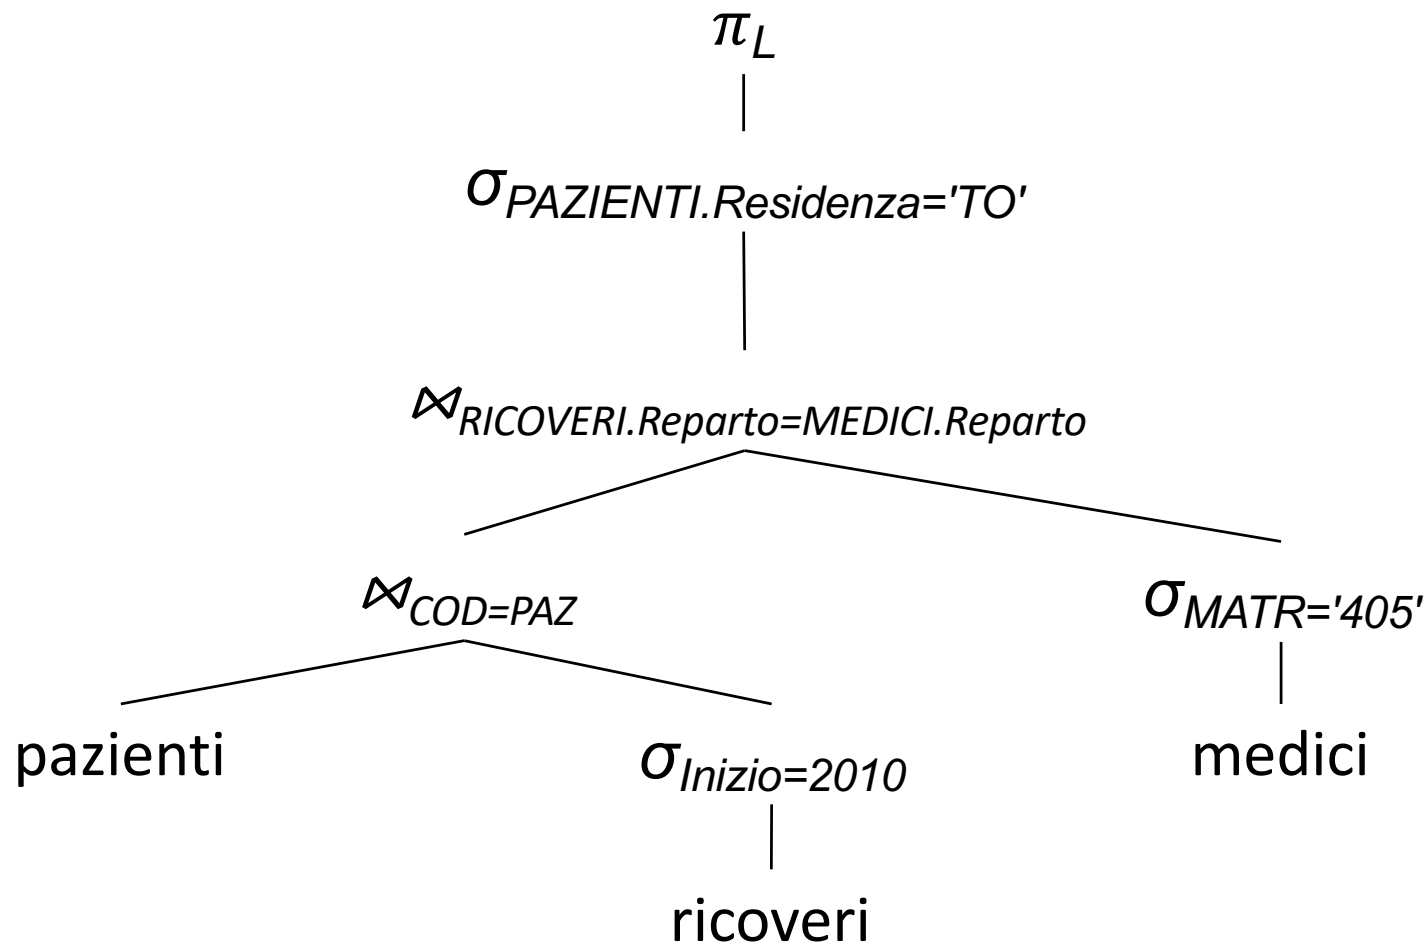 π_L
σ_PAZIENTI.Residenza='TO'
⋈_RICOVERI.Reparto=MEDICI.Reparto
⋈_COD=PAZ
σ_MATR='405'
pazienti
σ_Inizio=2010
medici
ricoveri